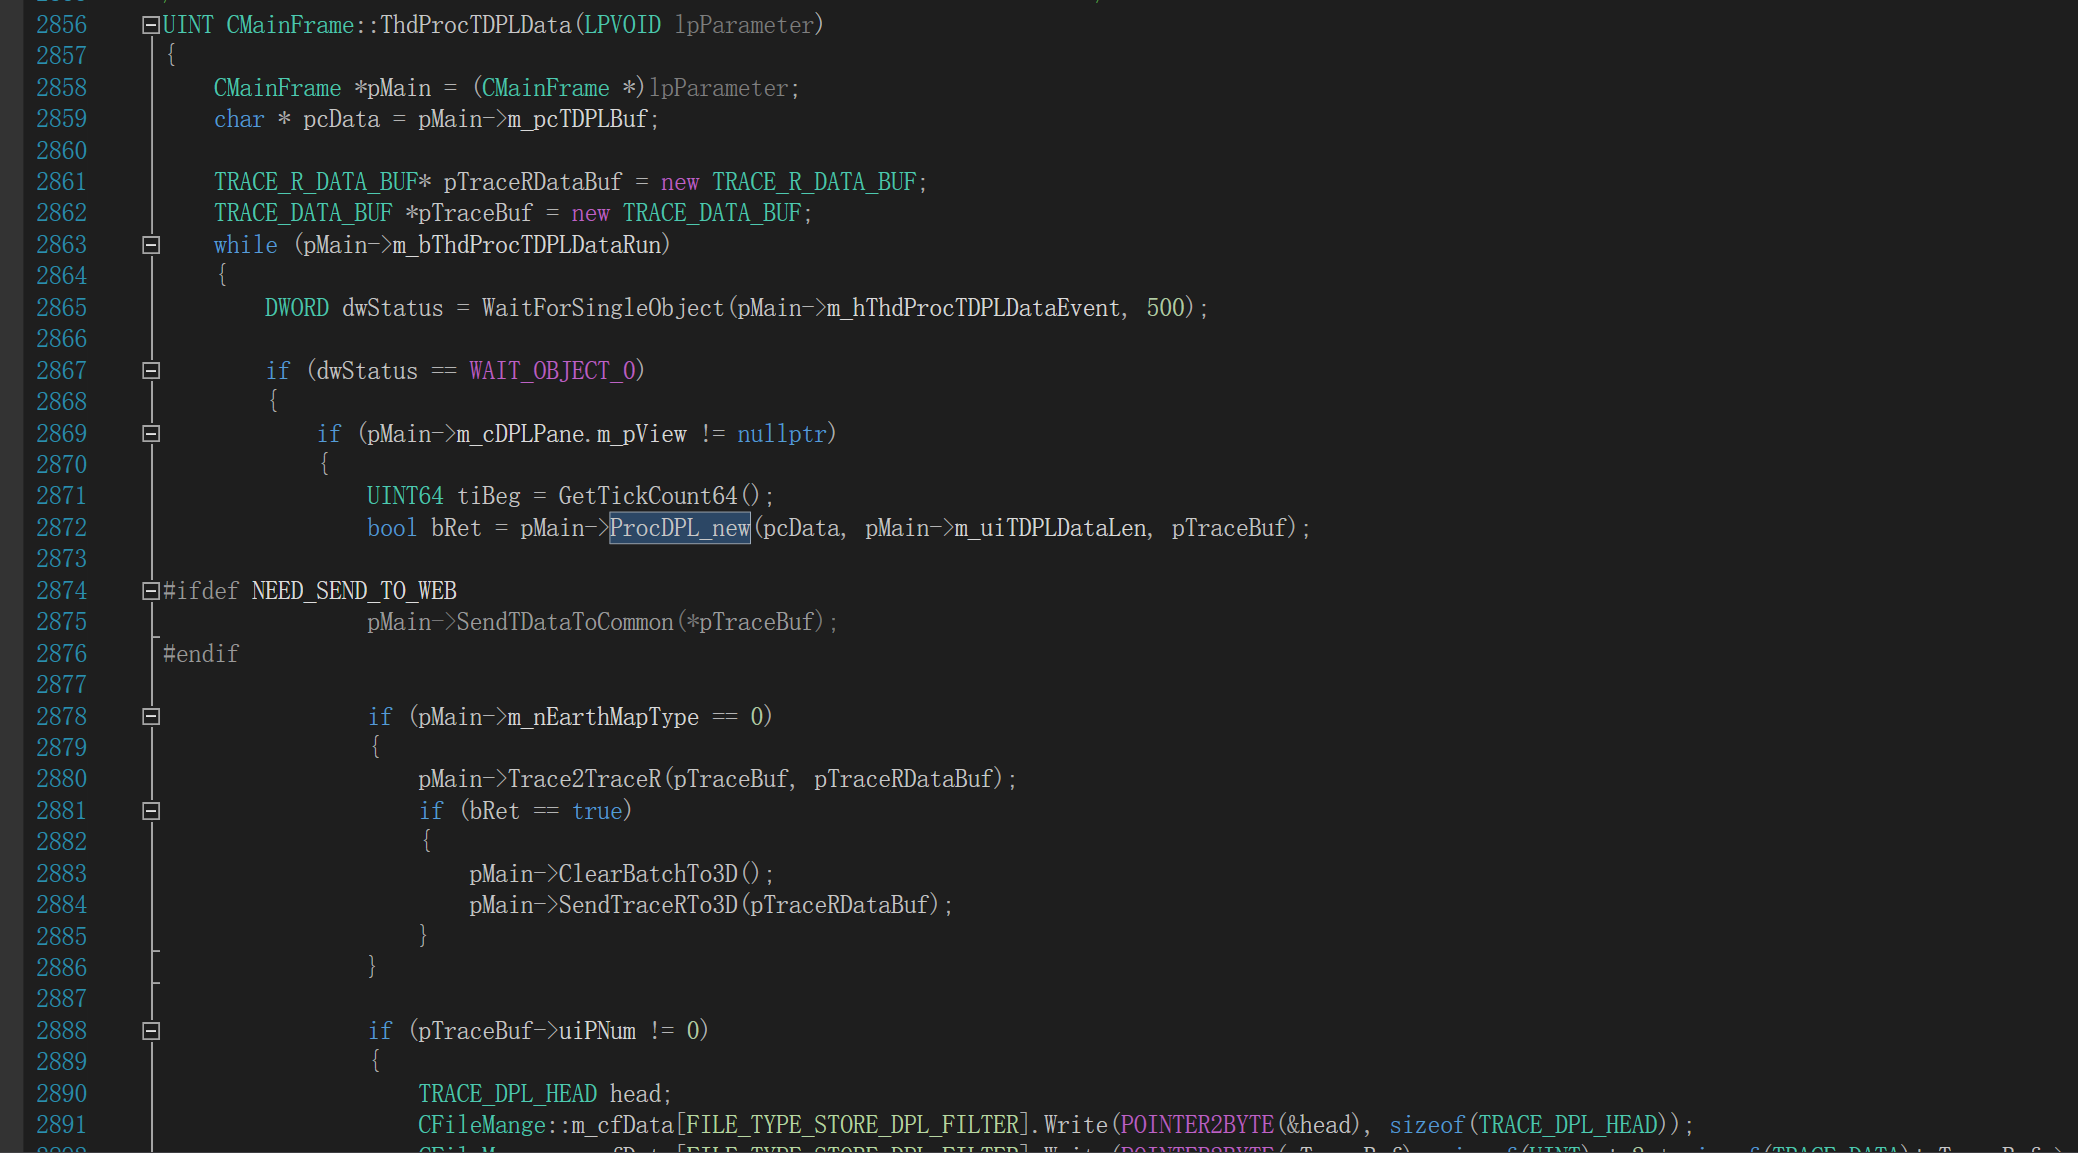 2856 UINT CMainFrame::ThdProcTDPLData(LPVOID lpParameter)
2857 {
2858 CMainFrame *pMain = (CMainFrame *)lpParameter;
2859 char * pcData = pMain->m_pcTDPLBuf;
2860
2861 TRACE_R_DATA_BUF* pTraceRDataBuf = new TRACE_R_DATA_BUF;
2862 TRACE_DATA_BUF *pTraceBuf = new TRACE_DATA_BUF;
2863 while (pMain->m_bThdProcTDPLDataRun)
2864 {
2865 DWORD dwStatus = WaitForSingleObject(pMain->m_hThdProcTDPLDataEvent, 500);
2866
2867 if (dwStatus == WAIT_OBJECT_0)
2868 {
2869 if (pMain->m_cDPLPane.m_pView != nullptr)
2870 {
2871 UINT64 tiBeg = GetTickCount64();
2872 bool bRet = pMain->ProcDPL_new(pcData, pMain->m_uiTDPLDataLen, pTraceBuf);
2873
2874 #ifdef NEED_SEND_TO_WEB
2875 pMain->SendTDataToCommon(*pTraceBuf);
2876 #endif
2877
2878 if (pMain->m_nEarthMapType == 0)
2879 {
2880 pMain->Trace2TraceR(pTraceBuf, pTraceRDataBuf);
2881 if (bRet == true)
2882 {
2883 pMain->ClearBatchTo3D();
2884 pMain->SendTraceRTo3D(pTraceRDataBuf);
2885 }
2886 }
2887
2888 if (pTraceBuf->uiPNum != 0)
2889 {
2890 TRACE_DPL_HEAD head;
2891 CFileMange::m_cfData[FILE_TYPE_STORE_DPL_FILTER].Write(POINTER2BYTE(&head), sizeof(TRACE_DPL_HEAD));